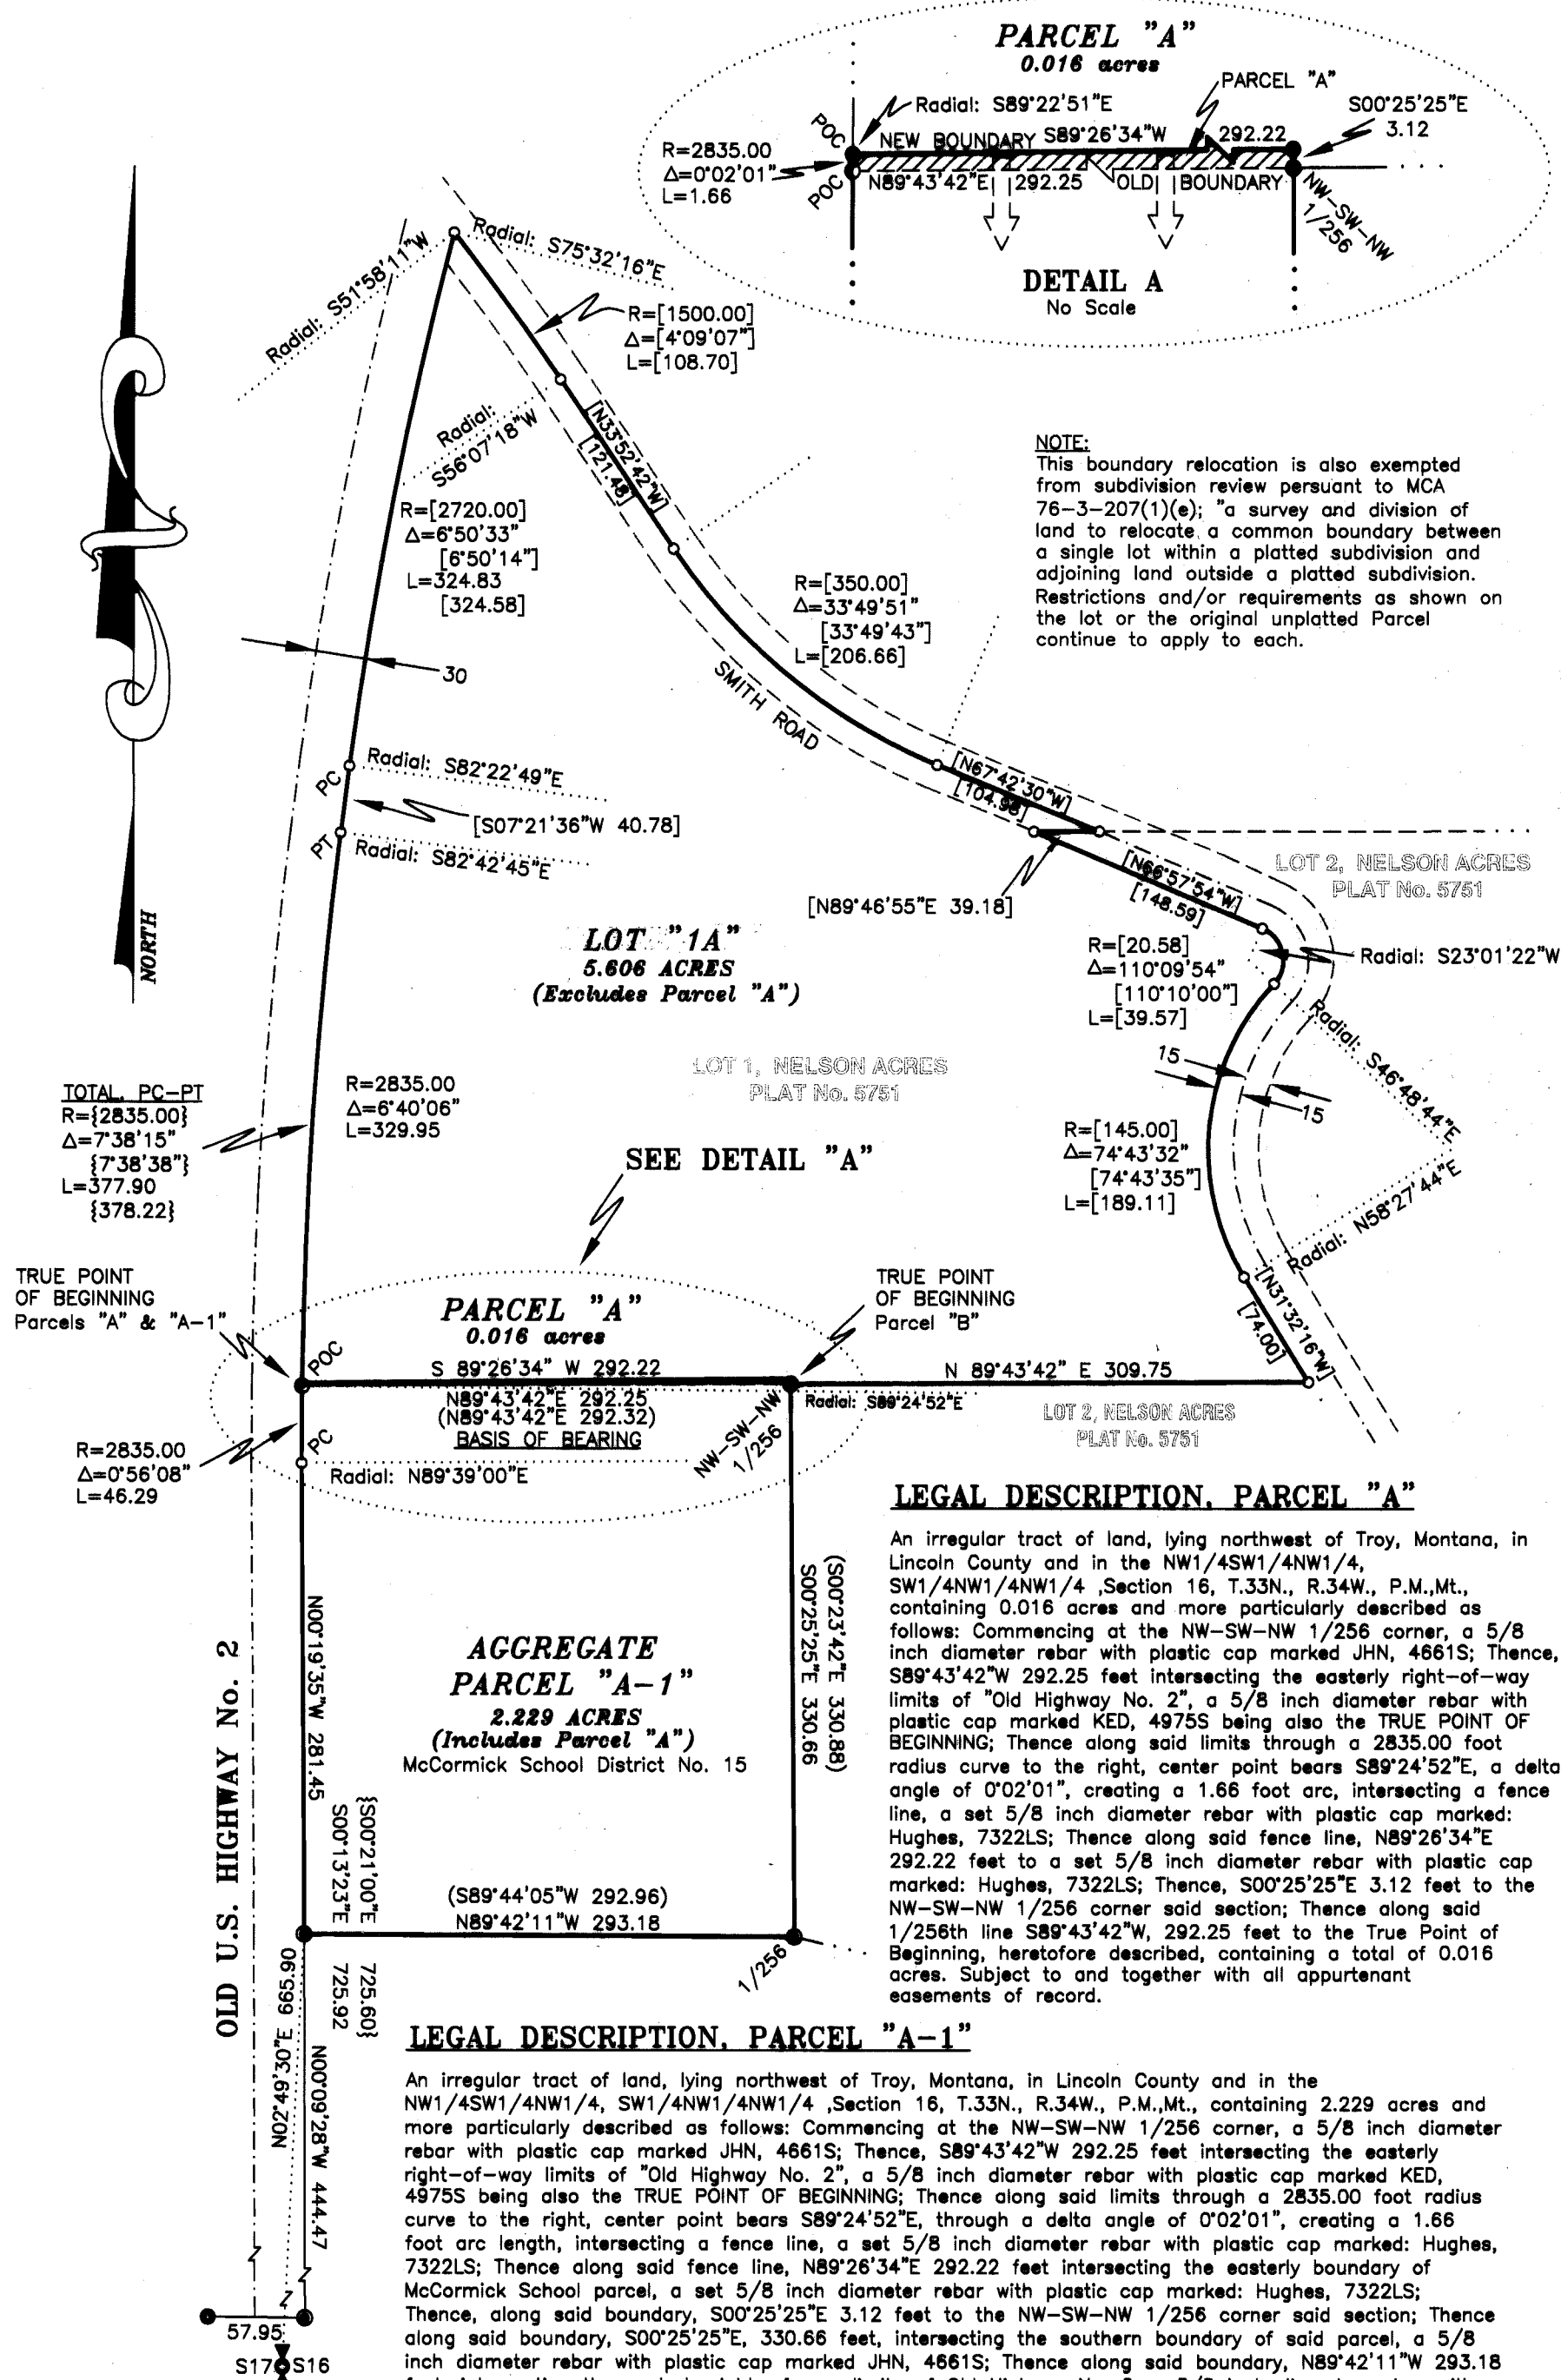 PARCEL "A"
0.016 acres
PARCEL "A"
Radial: S89°22'51"E
S00°25'25"E
3.12
POC
NEW BOUNDARY S89°26'34"W 292.22
R=2835.00
Δ=0°02'01"
L=1.66
POC
N89°43'42"E 292.25 OLD BOUNDARY
NW-SW-NW
1/256
DETAIL A
No Scale
Radial: S51°58'11"W
Radial: S75°32'16"E
R=[1500.00]
Δ=[4°09'07"]
L=[108.70]
Radial:
S56°07'18"W
[N33°52'42"W]
[121.48]
NOTE:
This boundary relocation is also exempted
from subdivision review persuant to MCA
76-3-207(1)(e); "a survey and division of
land to relocate a common boundary between
a single lot within a platted subdivision and
adjoining land outside a platted subdivision.
Restrictions and/or requirements as shown on
the lot or the original unplatted Parcel
continue to apply to each.
R=[2720.00]
Δ=6°50'33"
[6°50'14"]
L=324.83
[324.58]
R=[350.00]
Δ=33°49'51"
[33°49'43"]
L=[206.66]
30
SMITH ROAD
PC
Radial: S82°22'49"E
[N67°42'30"W]
[104.98]
[S07°21'36"W 40.78]
PT
Radial: S82°42'45"E
NORTH
[N66°57'54"W]
[148.59]
LOT 2, NELSON ACRES
PLAT No. 5751
[N89°46'55"E 39.18]
LOT "1A"
5.606 ACRES
(Excludes Parcel "A")
R=[20.58]
Δ=110°09'54"
[110°10'00"]
L=[39.57]
Radial: S23°01'22"W
Radial: S46°48'44"E
LOT 1, NELSON ACRES
PLAT No. 5751
15
15
TOTAL, PC-PT
R={2835.00}
Δ=7°38'15"
{7°38'38"}
L=377.90
{378.22}
R=2835.00
Δ=6°40'06"
L=329.95
R=[145.00]
Δ=74°43'32"
[74°43'35"]
L=[189.11]
SEE DETAIL "A"
Radial: N58°27'44"E
TRUE POINT
OF BEGINNING
Parcels "A" & "A-1"
PARCEL "A"
0.016 acres
TRUE POINT
OF BEGINNING
Parcel "B"
[N31°32'16"W]
[74.00]
POC
S 89°26'34" W 292.22
N 89°43'42" E 309.75
N89°43'42"E 292.25
(N89°43'42"E 292.32)
BASIS OF BEARING
Radial: S89°24'52"E
NW-SW-NW
1/256
LOT 2, NELSON ACRES
PLAT No. 5751
R=2835.00
Δ=0°56'08"
L=46.29
PC
Radial: N89°39'00"E
LEGAL DESCRIPTION, PARCEL "A"
An irregular tract of land, lying northwest of Troy, Montana, in
Lincoln County and in the NW1/4SW1/4NW1/4,
SW1/4NW1/4NW1/4 ,Section 16, T.33N., R.34W., P.M.,Mt.,
containing 0.016 acres and more particularly described as
follows: Commencing at the NW-SW-NW 1/256 corner, a 5/8
inch diameter rebar with plastic cap marked JHN, 4661S; Thence,
S89°43'42"W 292.25 feet intersecting the easterly right-of-way
limits of "Old Highway No. 2", a 5/8 inch diameter rebar with
plastic cap marked KED, 4975S being also the TRUE POINT OF
BEGINNING; Thence along said limits through a 2835.00 foot
radius curve to the right, center point bears S89°24'52"E, a delta
angle of 0°02'01", creating a 1.66 foot arc, intersecting a fence
line, a set 5/8 inch diameter rebar with plastic cap marked:
Hughes, 7322LS; Thence along said fence line, N89°26'34"E
292.22 feet to a set 5/8 inch diameter rebar with plastic cap
marked: Hughes, 7322LS; Thence, S00°25'25"E 3.12 feet to the
NW-SW-NW 1/256 corner said section; Thence along said
1/256th line S89°43'42"W, 292.25 feet to the True Point of
Beginning, heretofore described, containing a total of 0.016
acres. Subject to and together with all appurtenant
easements of record.
(S00°23'42"E 330.88)
S00°25'25"E 330.66
N00°19'35"W 281.45
AGGREGATE
PARCEL "A-1"
2.229 ACRES
(Includes Parcel "A")
McCormick School District No. 15
OLD U.S. HIGHWAY No. 2
{S00°21'00"E 725.60}
S00°13'23"E 725.92
(S89°44'05"W 292.96)
N89°42'11"W 293.18
1/256
N02°49'30"E 665.90
N00°09'28"W 444.47
LEGAL DESCRIPTION, PARCEL "A-1"
An irregular tract of land, lying northwest of Troy, Montana, in Lincoln County and in the
NW1/4SW1/4NW1/4, SW1/4NW1/4NW1/4 ,Section 16, T.33N., R.34W., P.M.,Mt., containing 2.229 acres and
more particularly described as follows: Commencing at the NW-SW-NW 1/256 corner, a 5/8 inch diameter
rebar with plastic cap marked JHN, 4661S; Thence, S89°43'42"W 292.25 feet intersecting the easterly
right-of-way limits of "Old Highway No. 2", a 5/8 inch diameter rebar with plastic cap marked KED,
4975S being also the TRUE POINT OF BEGINNING; Thence along said limits through a 2835.00 foot radius
curve to the right, center point bears S89°24'52"E, through a delta angle of 0°02'01", creating a 1.66
foot arc length, intersecting a fence line, a set 5/8 inch diameter rebar with plastic cap marked: Hughes,
7322LS; Thence along said fence line, N89°26'34"E 292.22 feet intersecting the easterly boundary of
McCormick School parcel, a set 5/8 inch diameter rebar with plastic cap marked: Hughes, 7322LS;
Thence, along said boundary, S00°25'25"E 3.12 feet to the NW-SW-NW 1/256 corner said section; Thence
along said boundary, S00°25'25"E, 330.66 feet, intersecting the southern boundary of said parcel, a 5/8
inch diameter rebar with plastic cap marked JHN, 4661S; Thence along said boundary, N89°42'11"W 293.18
57.95
S17 S16